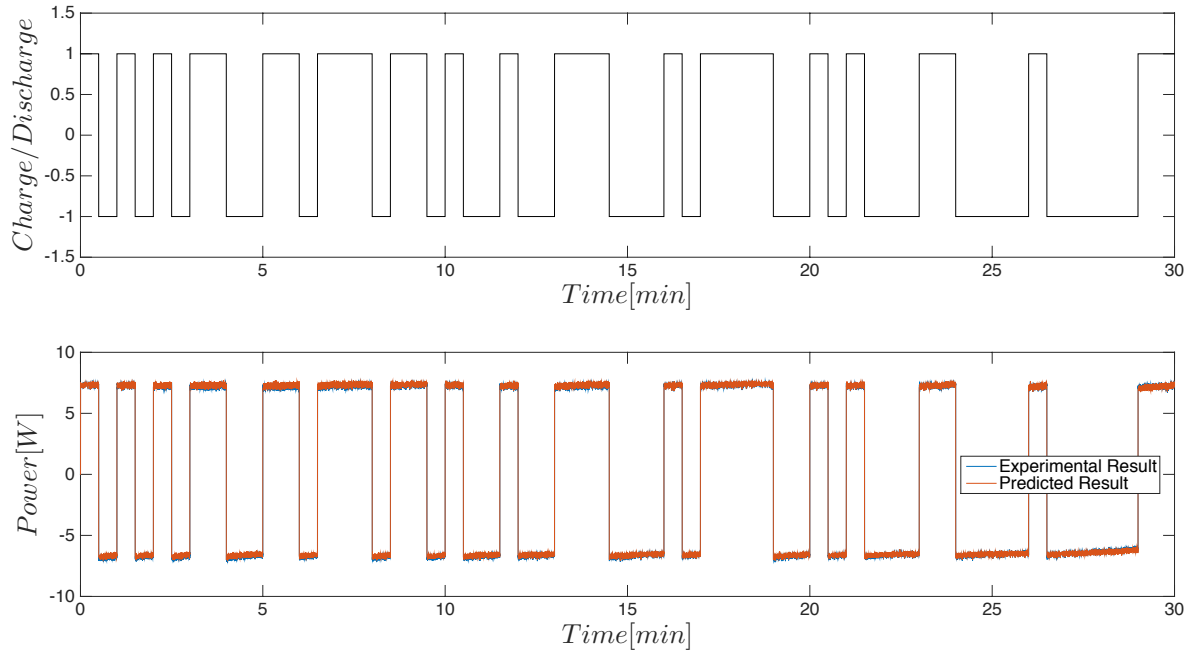 1.5
1
0.5
0
-0.5
-1
-1.5
Charge/Discharge
0 5 10 15 20 25 30
Time[min]
10
5
0
-5
-10
Power[W]
Experimental Result
Predicted Result
0 5 10 15 20 25 30
Time[min]